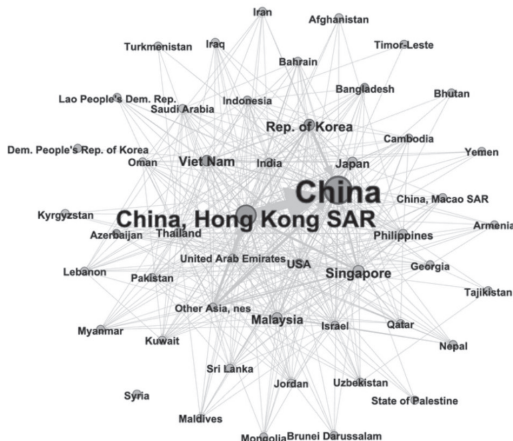 Iran
Afghanistan
Turkmenistan
Iraq
Timor-Leste
Bahrain
Bangladesh
Bhutan
Lao People's Dem. Rep.
Saudi Arabia
Indonesia
Rep. of Korea
Cambodia
Dem. People's Rep of Korea
Yemen
Oman
Viet Nam
India
Japan
China
China, Macao SAR
Kyrgyzstan
China, Hong Kong SAR
Armenia
Azerbaijan
Thailand
Philippines
United Arab Emirates
USA
Georgia
Lebanon
Pakistan
Singapore
Tajikistan
Other Asia, nes
Malaysia
Israel
Qatar
Myanmar
Kuwait
Nepal
Sri Lanka
Jordan
Uzbekistan
Syria
State of Palestine
Maldives
Mongolia
Brunei Darussalam